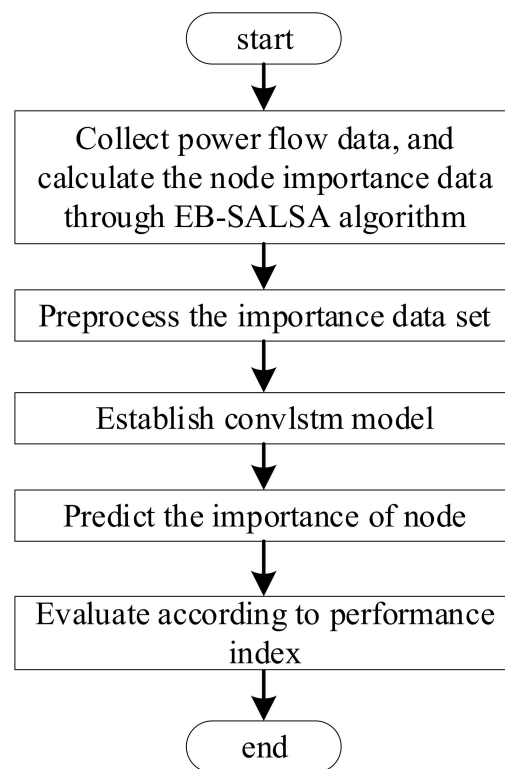 start
Collect power flow data, and
calculate the node importance data
through EB-SALSA algorithm
Preprocess the importance data set
Establish convlstm model
Predict the importance of node
Evaluate according to performance
index
end